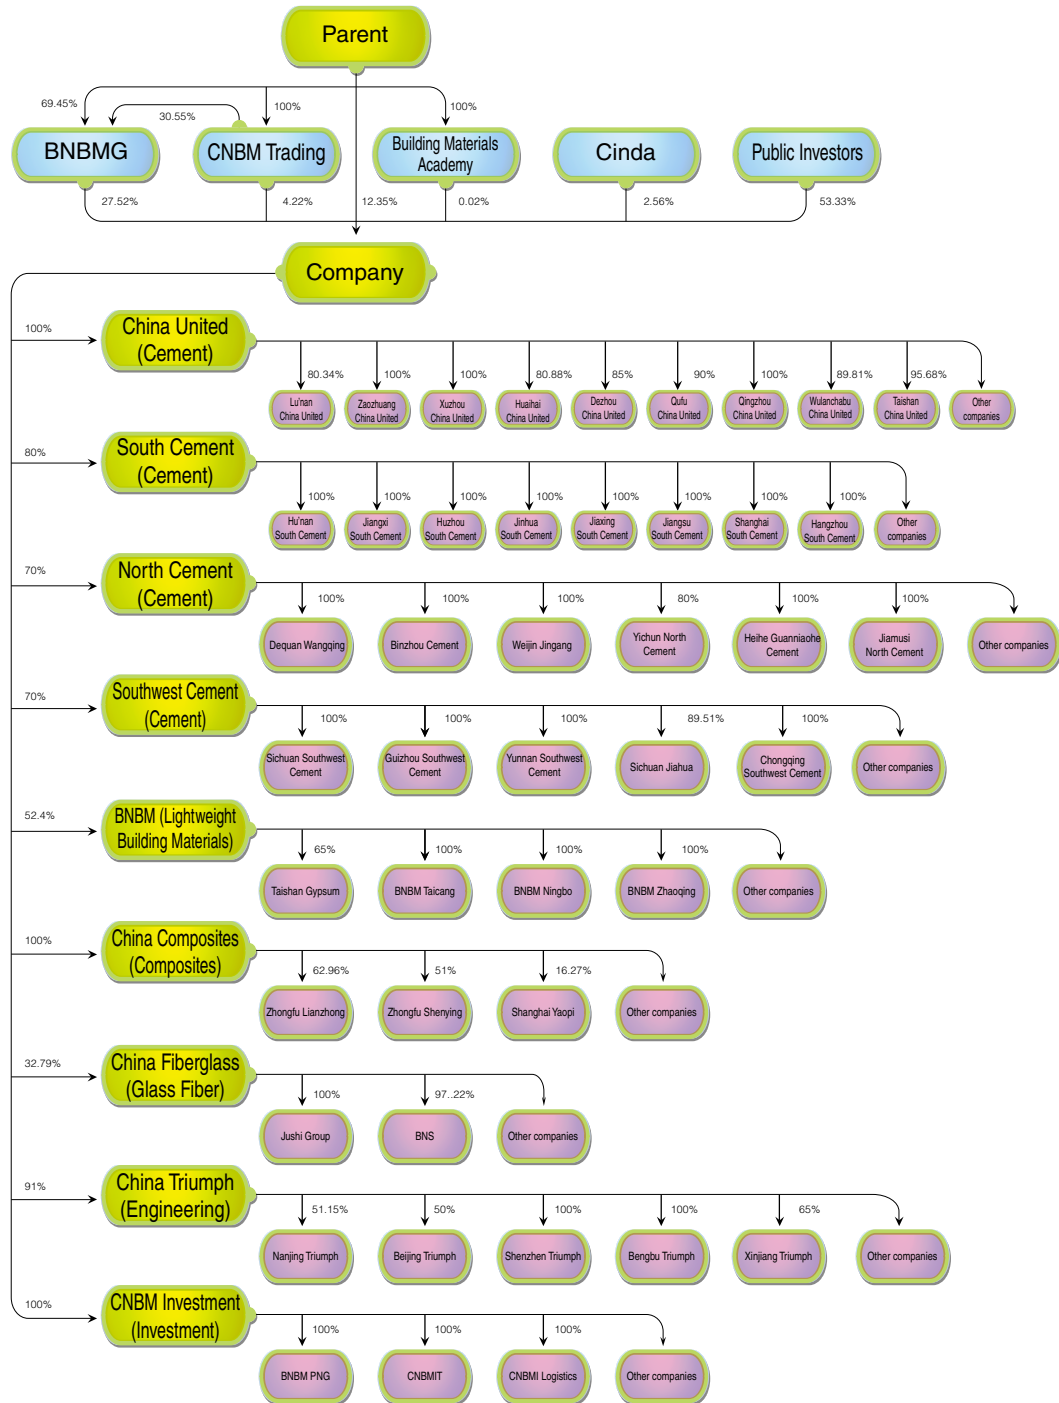 Parent
69.45%
30.55%
100%
100%
BNBMG
CNBM Trading
Building Materials
Academy
Cinda
Public Investors
27.52%
4.22%
12.35%
0.02%
2.56%
53.33%
Company
100%
China United
(Cement)
80.34%
100%
100%
80.88%
85%
90%
100%
89.81%
95.68%
Lu'nan
China United
Zaozhuang
China United
Xuzhou
China United
Huaihai
China United
Dezhou
China United
Qufu
China United
Qingzhou
China United
Wulanchabu
China United
Taishan
China United
Other
companies
80%
South Cement
(Cement)
100%
100%
100%
100%
100%
100%
100%
100%
Hu'nan
South Cement
Jiangxi
South Cement
Huzhou
South Cement
Jinhua
South Cement
Jiaxing
South Cement
Jiangsu
South Cement
Shanghai
South Cement
Hangzhou
South Cement
Other
companies
70%
North Cement
(Cement)
100%
100%
100%
80%
100%
100%
Dequan Wangqing
Binzhou Cement
Weijin Jingang
Yichun North
Cement
Heihe Guanniaohe
Cement
Jiamusi
North Cement
Other companies
70%
Southwest Cement
(Cement)
100%
100%
100%
89.51%
100%
Sichuan Southwest
Cement
Guizhou Southwest
Cement
Yunnan Southwest
Cement
Sichuan Jiahua
Chongqing
Southwest Cement
Other companies
52.4%
BNBM (Lightweight
Building Materials)
65%
100%
100%
100%
Taishan Gypsum
BNBM Taicang
BNBM Ningbo
BNBM Zhaoqing
Other companies
100%
China Composites
(Composites)
62.96%
51%
16.27%
Zhongfu Lianzhong
Zhongfu Shenying
Shanghai Yaopi
Other companies
32.79%
China Fiberglass
(Glass Fiber)
100%
97..22%
Jushi Group
BNS
Other companies
91%
China Triumph
(Engineering)
51.15%
50%
100%
100%
65%
Nanjing Triumph
Beijing Triumph
Shenzhen Triumph
Bengbu Triumph
Xinjiang Triumph
Other companies
100%
CNBM Investment
(Investment)
100%
100%
100%
BNBM PNG
CNBMIT
CNBMI Logistics
Other companies